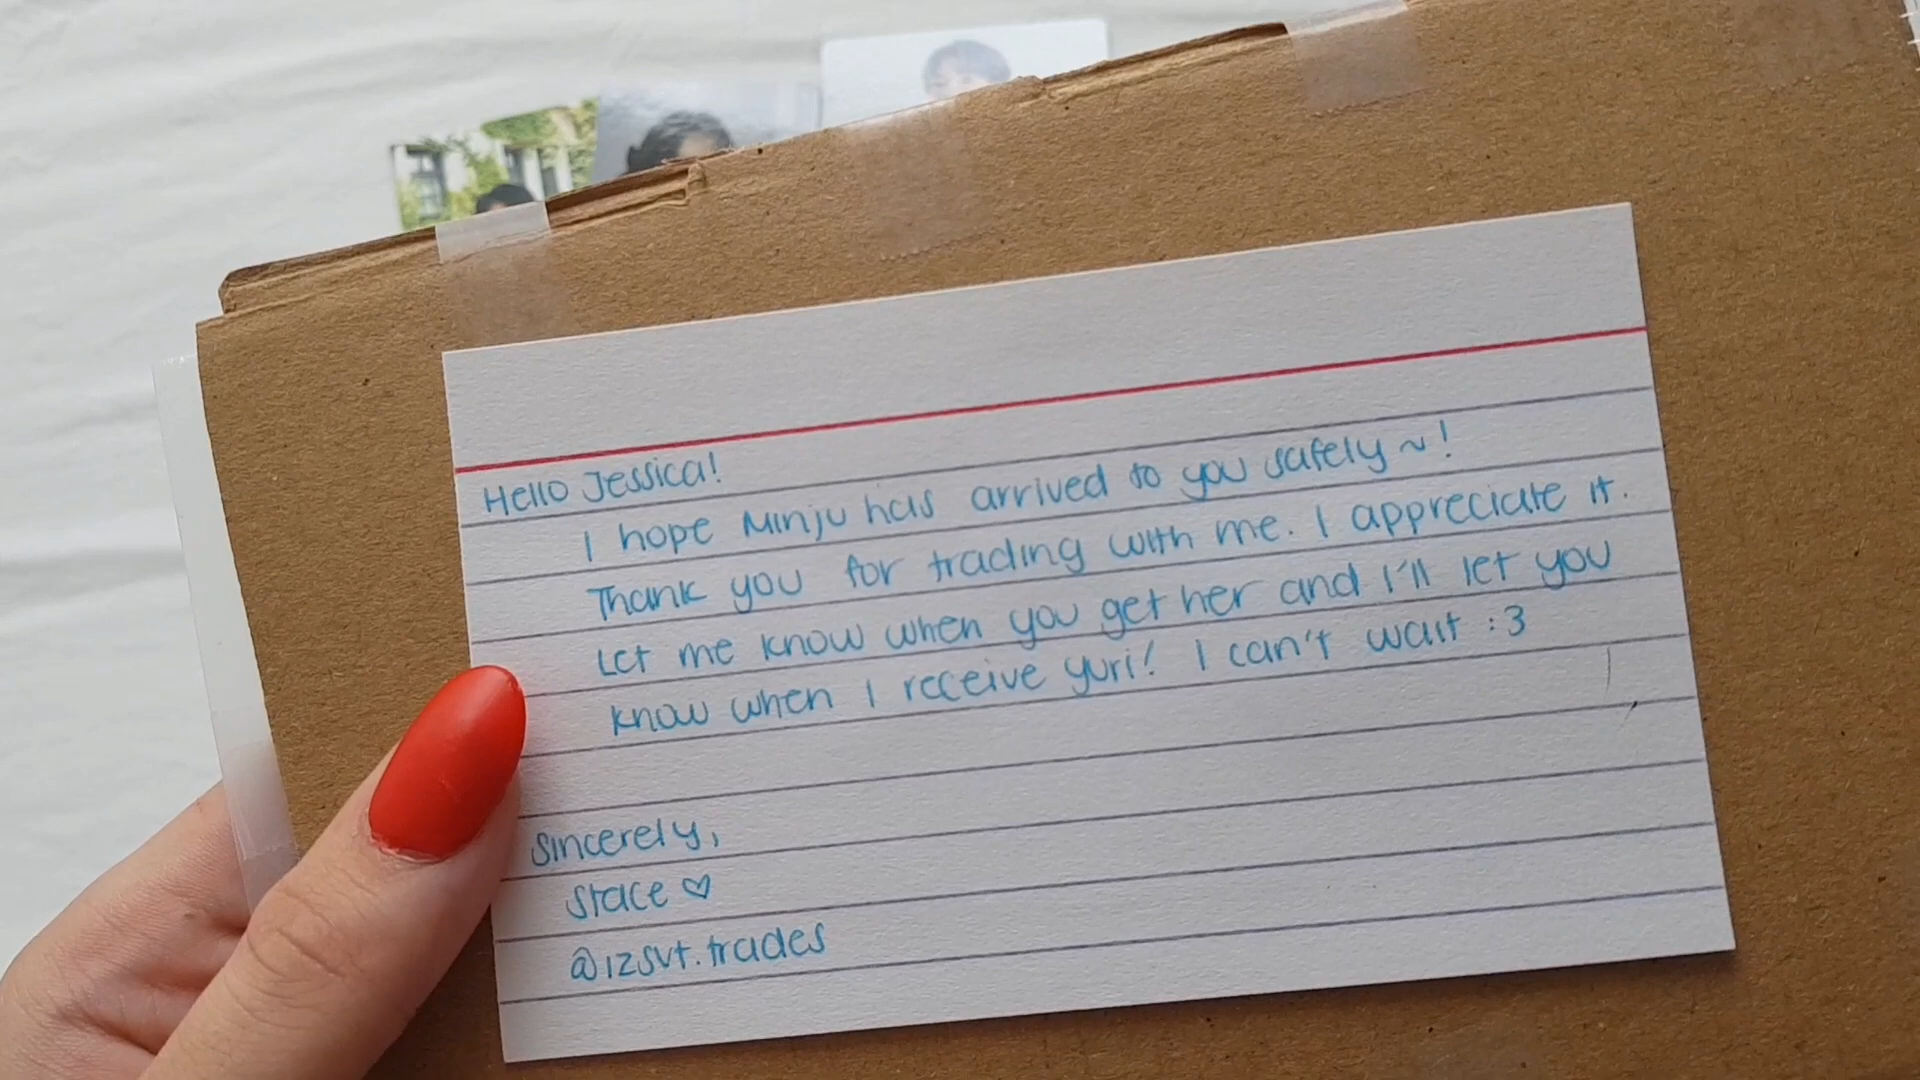 Hello Jessica!
I hope Minju has arrived to you safely ~!
Thank you for trading with me. I appreciate it.
Let me know when you get her and I'll let you
know when I receive yuri! I can't wait :3
Sincerely,
Stace ♡
@izsvt.trades